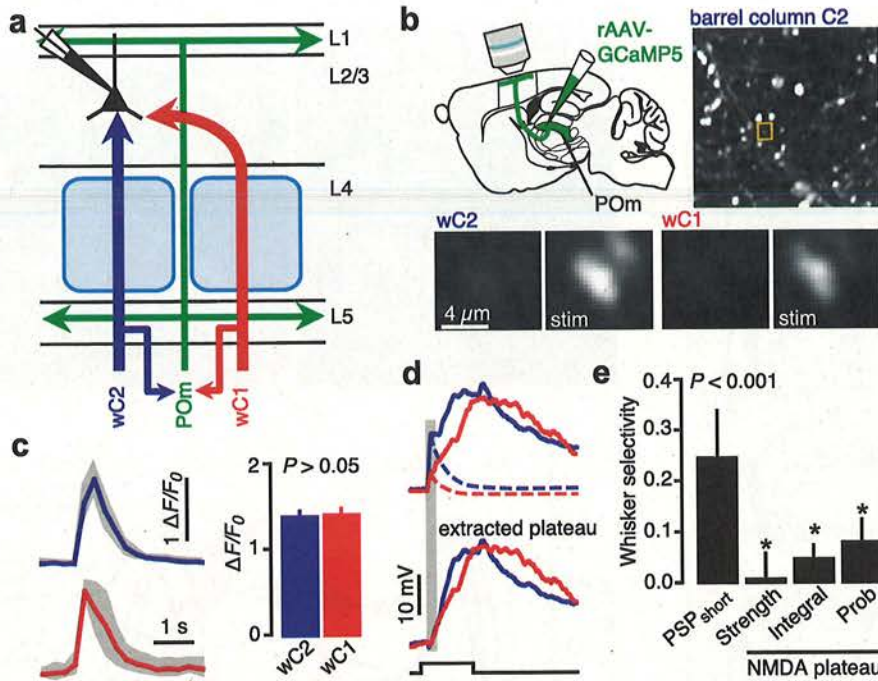 a
L1
L2/3
L4
L5
wC2
POm
wC1
b
rAAV-
GCaMP5
POm
barrel column C2
wC2
wC1
4 µm
stim
stim
c
1 ΔF/F0
1 s
P > 0.05
ΔF/F0
2
1
0
wC2
wC1
d
extracted plateau
10 mV
e
P < 0.001
Whisker selectivity
0.4
0.3
0.2
0.1
0.0
*
*
*
PSP short
Strength
Integral
Prob
NMDA plateau